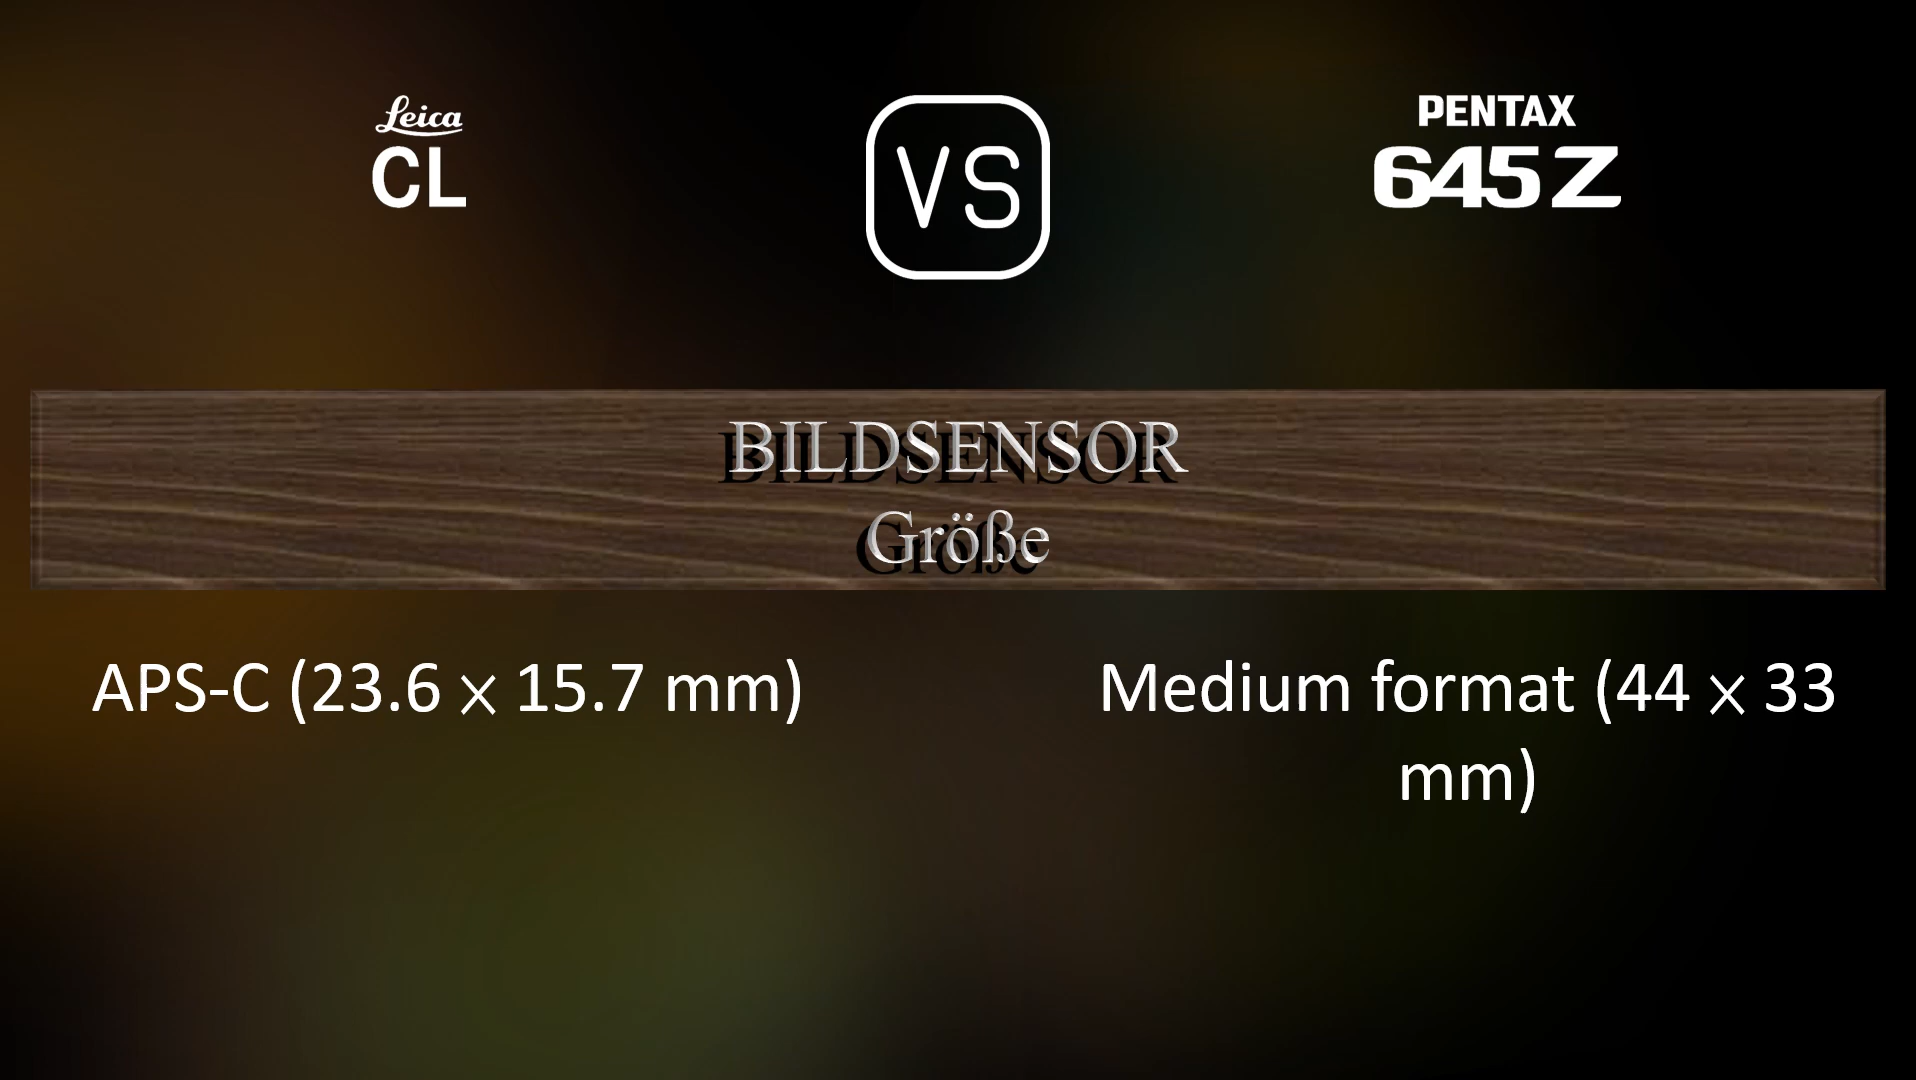 Leica
CL
VS
PENTAX
645Z
BILDSENSOR
Größe
APS-C (23.6 x 15.7 mm)
Medium format (44 x 33
mm)